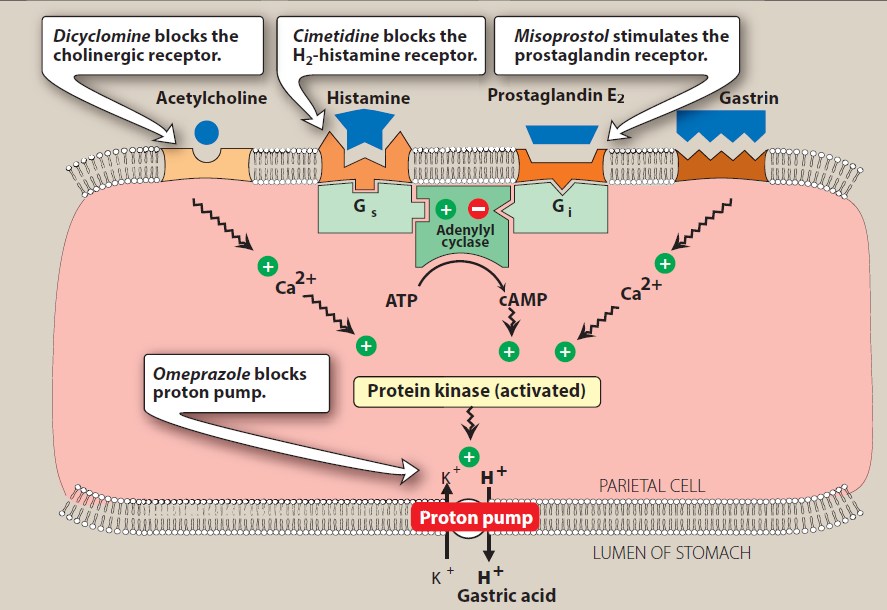 Dicyclomine blocks the
cholinergic receptor.
Cimetidine blocks the
H2-histamine receptor.
Misoprostol stimulates the
prostaglandin receptor.
Acetylcholine
Histamine
Prostaglandin E2
Gastrin
Gs
+
−
Adenylyl
cyclase
Gi
+
Ca2+
ATP
cAMP
+
Ca2+
+
+
+
Omeprazole blocks
proton pump.
Protein kinase (activated)
+
K+
H+
PARIETAL CELL
Proton pump
LUMEN OF STOMACH
K+
H+
Gastric acid